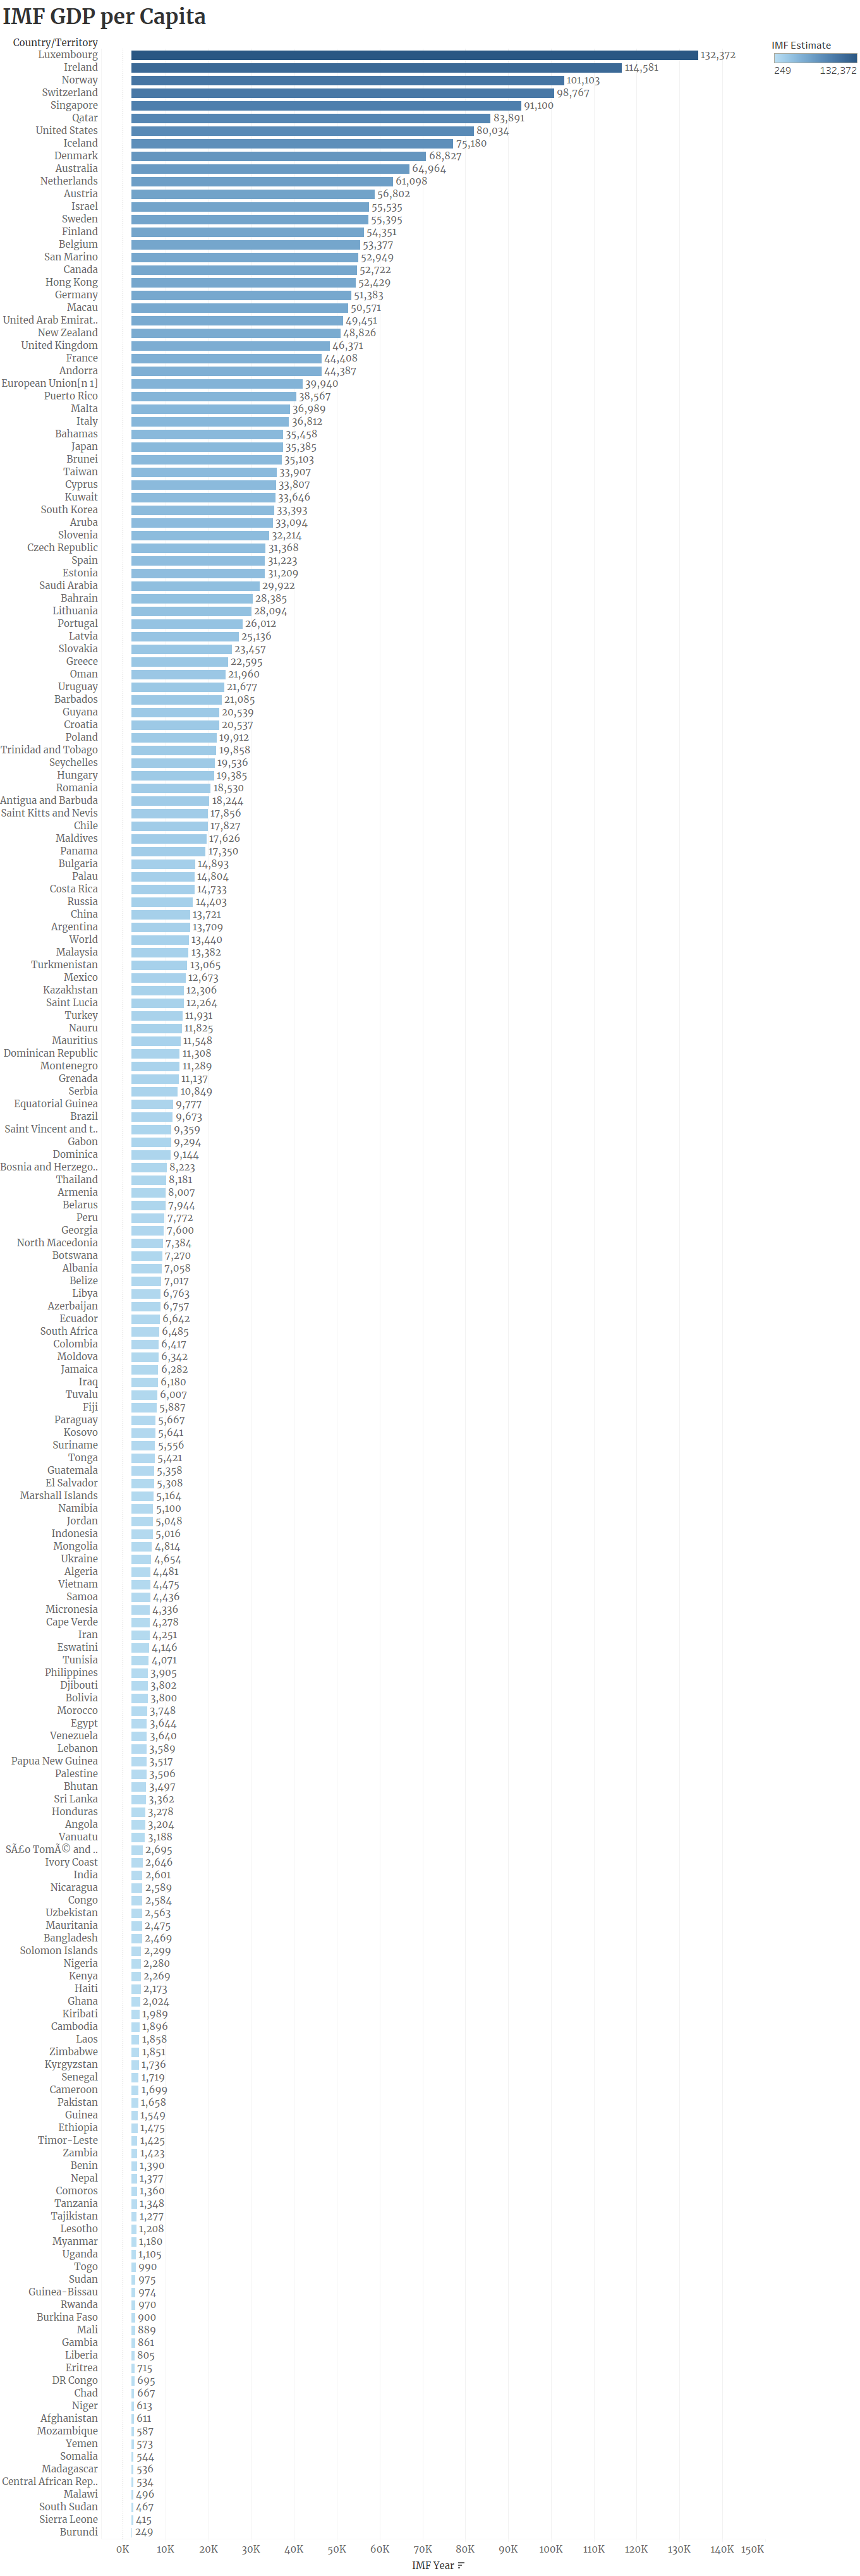 IMF GDP per Capita
Country/Territory
IMF Estimate
249 132,372
Luxembourg 132,372
Ireland 114,581
Norway 101,103
Switzerland 98,767
Singapore 91,100
Qatar 83,891
United States 80,034
Iceland 75,180
Denmark 68,827
Australia 64,964
Netherlands 61,098
Austria 56,802
Israel 55,535
Sweden 55,395
Finland 54,351
Belgium 53,377
San Marino 52,949
Canada 52,722
Hong Kong 52,429
Germany 51,383
Macau 50,571
United Arab Emirat.. 49,451
New Zealand 48,826
United Kingdom 46,371
France 44,408
Andorra 44,387
European Union[n 1] 39,940
Puerto Rico 38,567
Malta 36,989
Italy 36,812
Bahamas 35,458
Japan 35,385
Brunei 35,103
Taiwan 33,907
Cyprus 33,807
Kuwait 33,646
South Korea 33,393
Aruba 33,094
Slovenia 32,214
Czech Republic 31,368
Spain 31,223
Estonia 31,209
Saudi Arabia 29,922
Bahrain 28,385
Lithuania 28,094
Portugal 26,012
Latvia 25,136
Slovakia 23,457
Greece 22,595
Oman 21,960
Uruguay 21,677
Barbados 21,085
Guyana 20,539
Croatia 20,537
Poland 19,912
Trinidad and Tobago 19,858
Seychelles 19,536
Hungary 19,385
Romania 18,530
Antigua and Barbuda 18,244
Saint Kitts and Nevis 17,856
Chile 17,827
Maldives 17,626
Panama 17,350
Bulgaria 14,893
Palau 14,804
Costa Rica 14,733
Russia 14,403
China 13,721
Argentina 13,709
World 13,440
Malaysia 13,382
Turkmenistan 13,065
Mexico 12,673
Kazakhstan 12,306
Saint Lucia 12,264
Turkey 11,931
Nauru 11,825
Mauritius 11,548
Dominican Republic 11,308
Montenegro 11,289
Grenada 11,137
Serbia 10,849
Equatorial Guinea 9,777
Brazil 9,673
Saint Vincent and t.. 9,359
Gabon 9,294
Dominica 9,144
Bosnia and Herzego.. 8,223
Thailand 8,181
Armenia 8,007
Belarus 7,944
Peru 7,772
Georgia 7,600
North Macedonia 7,384
Botswana 7,270
Albania 7,058
Belize 7,017
Libya 6,763
Azerbaijan 6,757
Ecuador 6,642
South Africa 6,485
Colombia 6,417
Moldova 6,342
Jamaica 6,282
Iraq 6,180
Tuvalu 6,007
Fiji 5,887
Paraguay 5,667
Kosovo 5,641
Suriname 5,556
Tonga 5,421
Guatemala 5,358
El Salvador 5,308
Marshall Islands 5,164
Namibia 5,100
Jordan 5,048
Indonesia 5,016
Mongolia 4,814
Ukraine 4,654
Algeria 4,481
Vietnam 4,475
Samoa 4,436
Micronesia 4,336
Cape Verde 4,278
Iran 4,251
Eswatini 4,146
Tunisia 4,071
Philippines 3,905
Djibouti 3,802
Bolivia 3,800
Morocco 3,748
Egypt 3,644
Venezuela 3,640
Lebanon 3,589
Papua New Guinea 3,517
Palestine 3,506
Bhutan 3,497
Sri Lanka 3,362
Honduras 3,278
Angola 3,204
Vanuatu 3,188
SÃ£o TomÃ© and .. 2,695
Ivory Coast 2,646
India 2,601
Nicaragua 2,589
Congo 2,584
Uzbekistan 2,563
Mauritania 2,475
Bangladesh 2,469
Solomon Islands 2,299
Nigeria 2,280
Kenya 2,269
Haiti 2,173
Ghana 2,024
Kiribati 1,989
Cambodia 1,896
Laos 1,858
Zimbabwe 1,851
Kyrgyzstan 1,736
Senegal 1,719
Cameroon 1,699
Pakistan 1,658
Guinea 1,549
Ethiopia 1,475
Timor-Leste 1,425
Zambia 1,423
Benin 1,390
Nepal 1,377
Comoros 1,360
Tanzania 1,348
Tajikistan 1,277
Lesotho 1,208
Myanmar 1,180
Uganda 1,105
Togo 990
Sudan 975
Guinea-Bissau 974
Rwanda 970
Burkina Faso 900
Mali 889
Gambia 861
Liberia 805
Eritrea 715
DR Congo 695
Chad 667
Niger 613
Afghanistan 611
Mozambique 587
Yemen 573
Somalia 544
Madagascar 536
Central African Rep.. 534
Malawi 496
South Sudan 467
Sierra Leone 415
Burundi 249
0K 10K 20K 30K 40K 50K 60K 70K 80K 90K 100K 110K 120K 130K 140K 150K
IMF Year